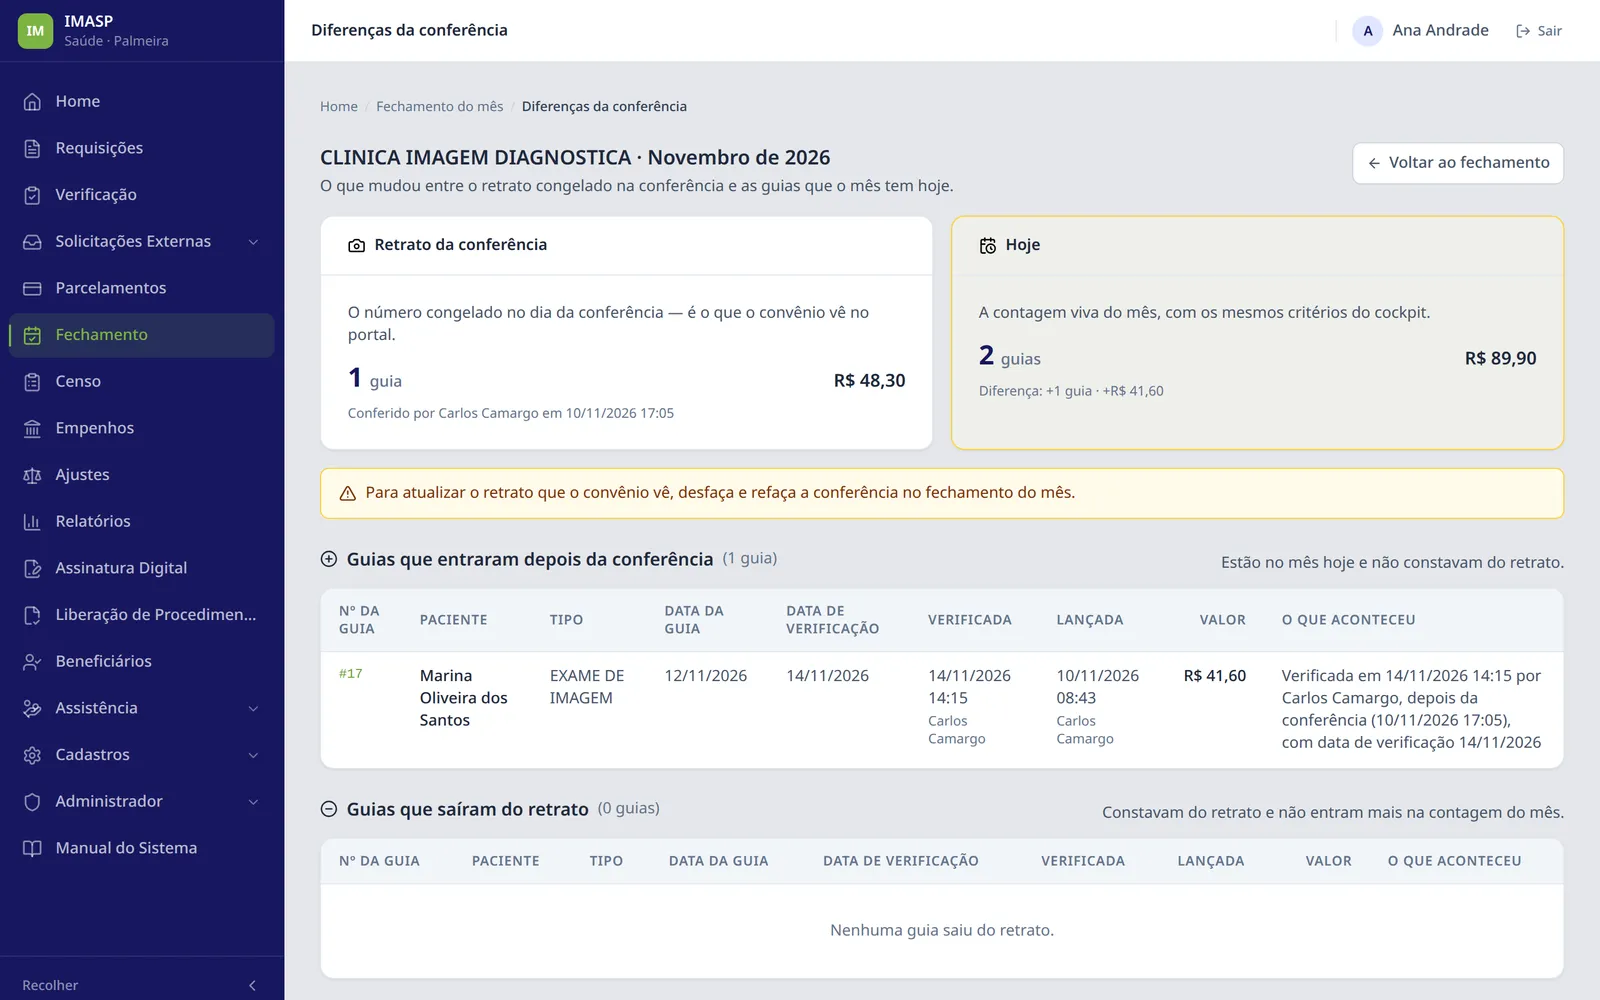 IM
IMASP
Saúde · Palmeira
Diferenças da conferência
A
Ana Andrade
Sair
Home
Requisições
Verificação
Solicitações Externas
Parcelamentos
Fechamento
Censo
Empenhos
Ajustes
Relatórios
Assinatura Digital
Liberação de Procedimen...
Beneficiários
Assistência
Cadastros
Administrador
Manual do Sistema
Recolher
Home / Fechamento do mês / Diferenças da conferência
CLINICA IMAGEM DIAGNOSTICA · Novembro de 2026
O que mudou entre o retrato congelado na conferência e as guias que o mês tem hoje.
Voltar ao fechamento
Retrato da conferência
O número congelado no dia da conferência — é o que o convênio vê no
portal.
1 guia
R$ 48,30
Conferido por Carlos Camargo em 10/11/2026 17:05
Hoje
A contagem viva do mês, com os mesmos critérios do cockpit.
2 guias
R$ 89,90
Diferença: +1 guia · +R$ 41,60
Para atualizar o retrato que o convênio vê, desfaça e refaça a conferência no fechamento do mês.
Guias que entraram depois da conferência (1 guia)
Estão no mês hoje e não constavam do retrato.
Nº DA GUIA
PACIENTE
TIPO
DATA DA GUIA
DATA DE VERIFICAÇÃO
VERIFICADA
LANÇADA
VALOR
O QUE ACONTECEU
#17
Marina
Oliveira dos
Santos
EXAME DE
IMAGEM
12/11/2026
14/11/2026
14/11/2026
14:15
Carlos
Camargo
10/11/2026
08:43
Carlos
Camargo
R$ 41,60
Verificada em 14/11/2026 14:15 por
Carlos Camargo, depois da
conferência (10/11/2026 17:05),
com data de verificação 14/11/2026
Guias que saíram do retrato (0 guias)
Constavam do retrato e não entram mais na contagem do mês.
Nº DA GUIA
PACIENTE
TIPO
DATA DA GUIA
DATA DE VERIFICAÇÃO
VERIFICADA
LANÇADA
VALOR
O QUE ACONTECEU
Nenhuma guia saiu do retrato.